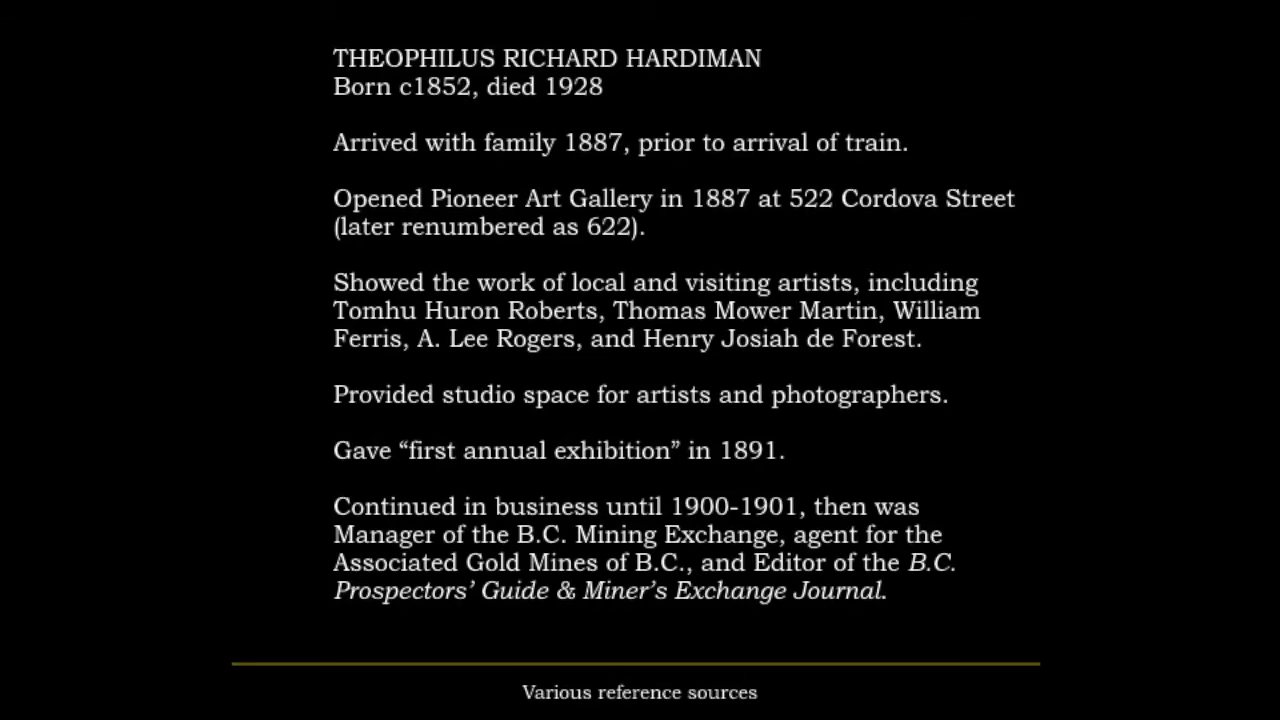 THEOPHILUS RICHARD HARDIMAN
Born c1852, died 1928
Arrived with family 1887, prior to arrival of train.
Opened Pioneer Art Gallery in 1887 at 522 Cordova Street
(later renumbered as 622).
Showed the work of local and visiting artists, including
Tomhu Huron Roberts, Thomas Mower Martin, William
Ferris, A. Lee Rogers, and Henry Josiah de Forest.
Provided studio space for artists and photographers.
Gave “first annual exhibition” in 1891.
Continued in business until 1900-1901, then was
Manager of the B.C. Mining Exchange, agent for the
Associated Gold Mines of B.C., and Editor of the B.C.
Prospectors’ Guide & Miner’s Exchange Journal.
Various reference sources